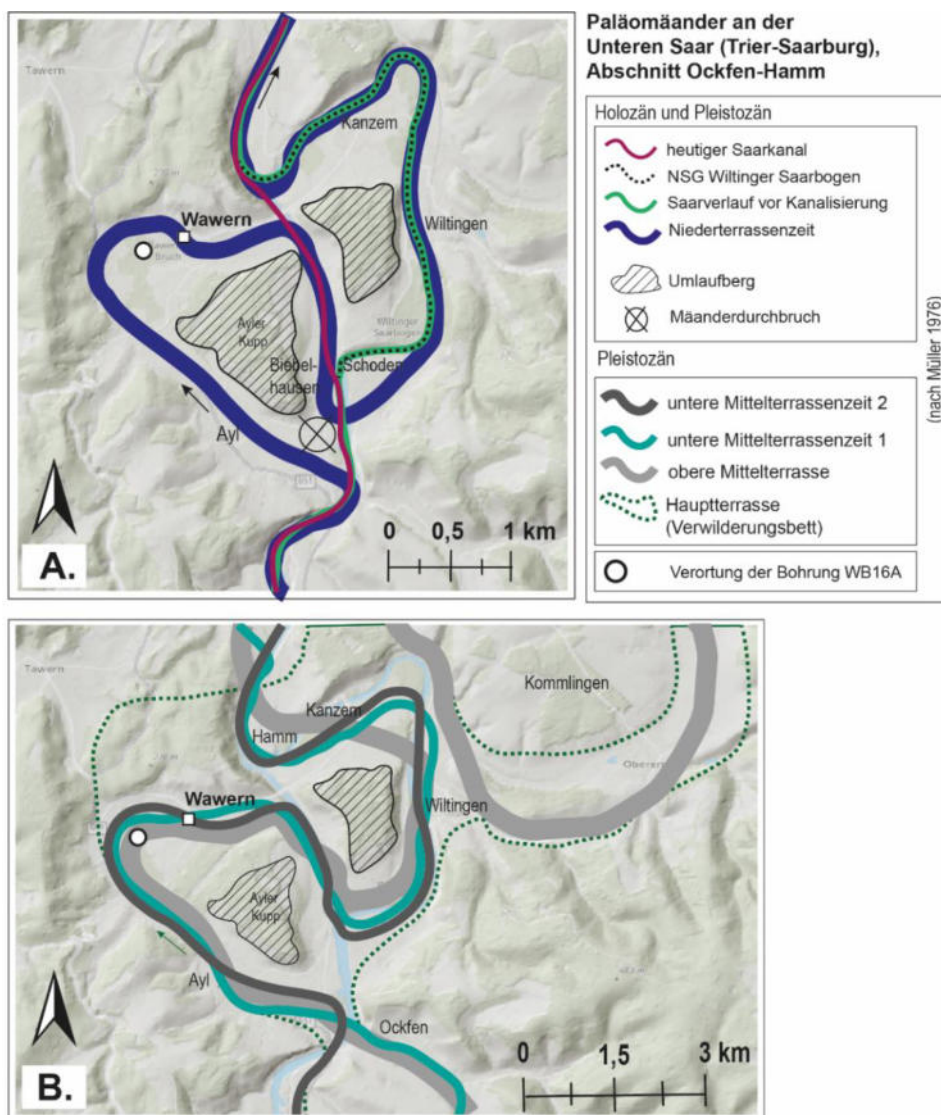 Paläomäander an der
Unteren Saar (Trier-Saarburg),
Abschnitt Ockfen-Hamm
Holozän und Pleistozän
heutiger Saarkanal
NSG Wiltinger Saarbogen
Saarverlauf vor Kanalisierung
Niederterrassenzeit
Umlaufberg
Mäanderdurchbruch
Pleistozän
untere Mittelterrassenzeit 2
untere Mittelterrassenzeit 1
obere Mittelterrasse
Hauptterrasse
(Verwilderungsbett)
Verortung der Bohrung WB16A
(nach Müller 1976)
Tawern
Kanzem
Wawern
Wiltingen
Ayler
Kupp
Wiltinger
Saarbogen
Biebel-
hausen
Schoden
Ayl
0 0,5 1 km
A.
Tawern
Kommlingen
Kanzem
Hamm
Wawern
Wiltingen
Ayler
Kupp
Ayl
Ockfen
0 1,5 3 km
B.